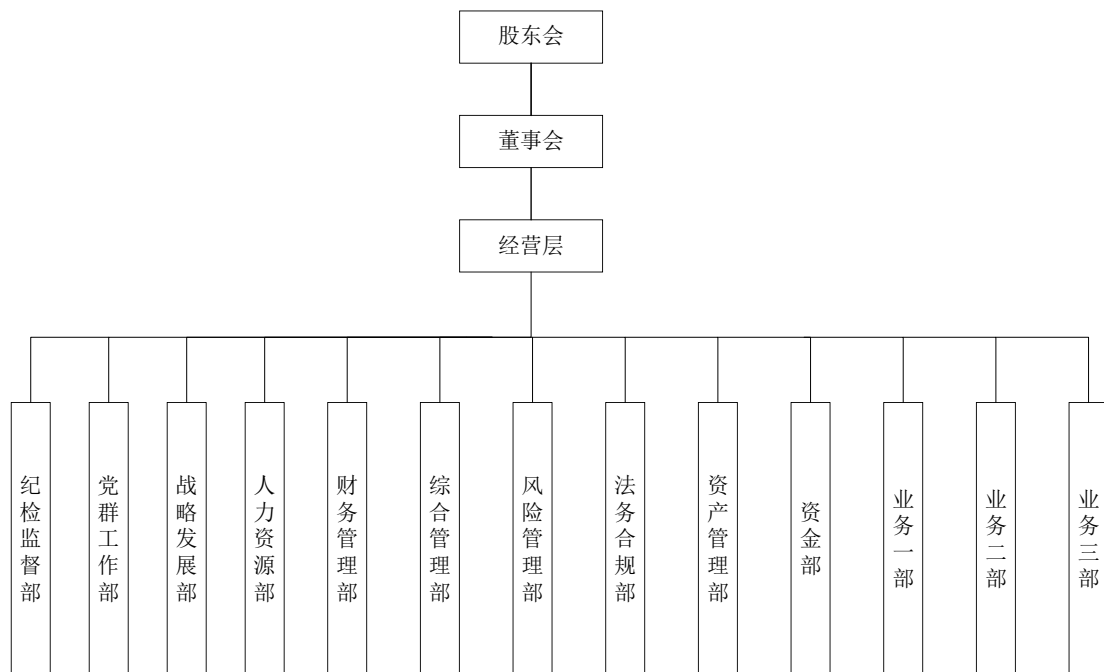 股东会
董事会
经营层
纪检监督部
党群工作部
战略发展部
人力资源部
财务管理部
综合管理部
风险管理部
法务合规部
资产管理部
资金部
业务一部
业务二部
业务三部